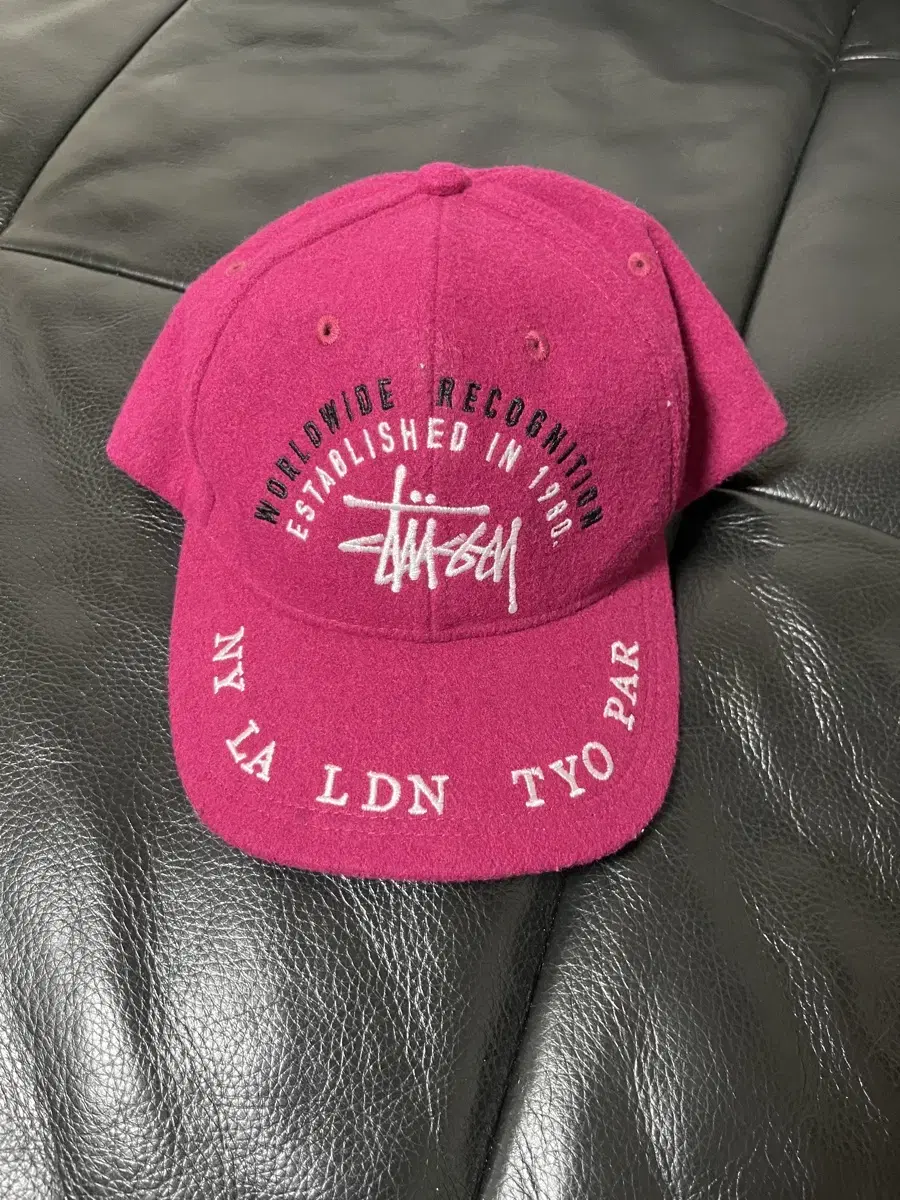 WORLDWIDE RECOGNITION
ESTABLISHED IN 1980.
Stüssy
NY LA LDN TYO PAR